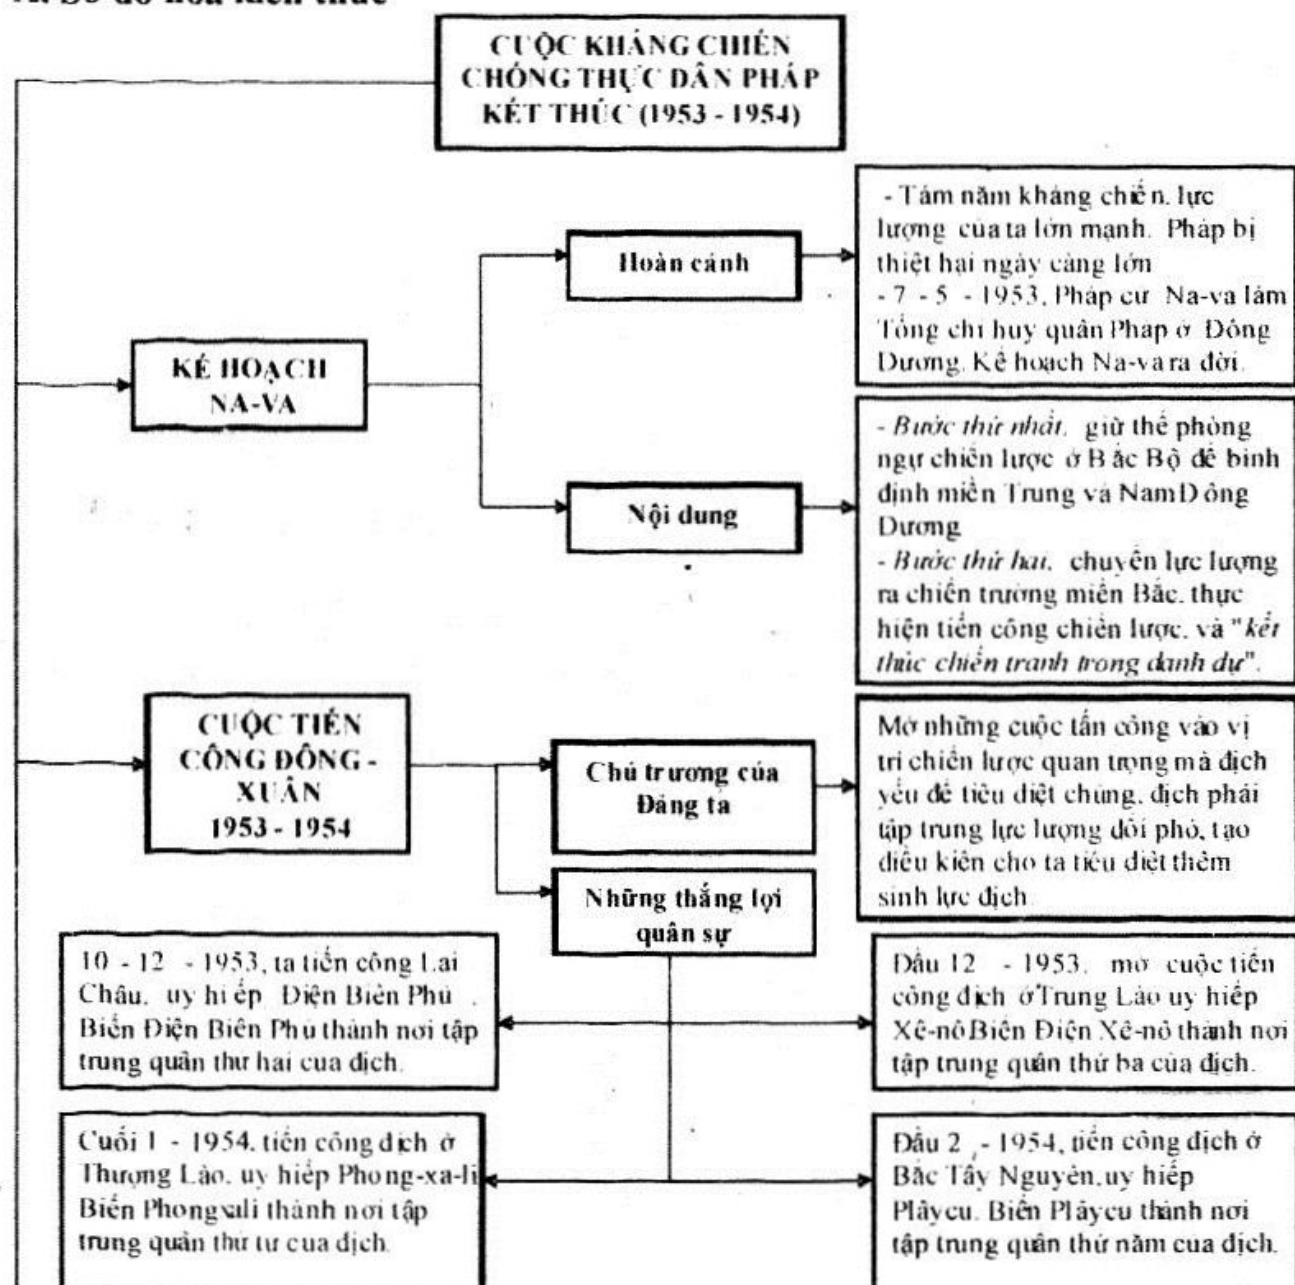 CUỘC KHÁNG CHIẾN
CHỐNG THỰC DÂN PHÁP
KẾT THÚC (1953 - 1954)
- Tám năm kháng chiến, lực
lượng của ta lớn mạnh. Pháp bị
thiệt hại ngày càng lớn
- 7 - 5 - 1953, Pháp cử Na-va làm
Tổng chỉ huy quân Pháp ở Đông
Dương. Kế hoạch Na-va ra đời.
Hoàn cảnh
KẾ HOẠCH
NA-VA
- Bước thứ nhất, giữ thế phòng
ngự chiến lược ở Bắc Bộ để bình
định miền Trung và Nam Đông
Dương
- Bước thứ hai, chuyển lực lượng
ra chiến trường miền Bắc, thực
hiện tiến công chiến lược, và "kết
thúc chiến tranh trong danh dự".
Nội dung
CUỘC TIẾN
CÔNG ĐÔNG -
XUÂN
1953 - 1954
Chủ trương của
Đảng ta
Mở những cuộc tấn công vào vị
trí chiến lược quan trọng mà địch
yếu để tiêu diệt chúng, địch phải
tập trung lực lượng đối phó, tạo
điều kiện cho ta tiêu diệt thêm
sinh lực địch.
Những thắng lợi
quân sự
10 - 12 - 1953, ta tiến công Lai
Châu, uy hiếp Điện Biên Phủ.
Biến Điện Biên Phủ thành nơi tập
trung quân thứ hai của địch.
Đầu 12 - 1953, mở cuộc tiến
công địch ở Trung Lào uy hiếp
Xê-nô Biến Điện Xê-nô thành nơi
tập trung quân thứ ba của địch.
Cuối 1 - 1954, tiến công địch ở
Thượng Lào, uy hiếp Phong-xa-li
Biến Phongxali thành nơi tập
trung quân thứ tư của địch.
Đầu 2 - 1954, tiến công địch ở
Bắc Tây Nguyên, uy hiếp
Plâycu. Biến Plâycu thành nơi
tập trung quân thứ năm của địch.